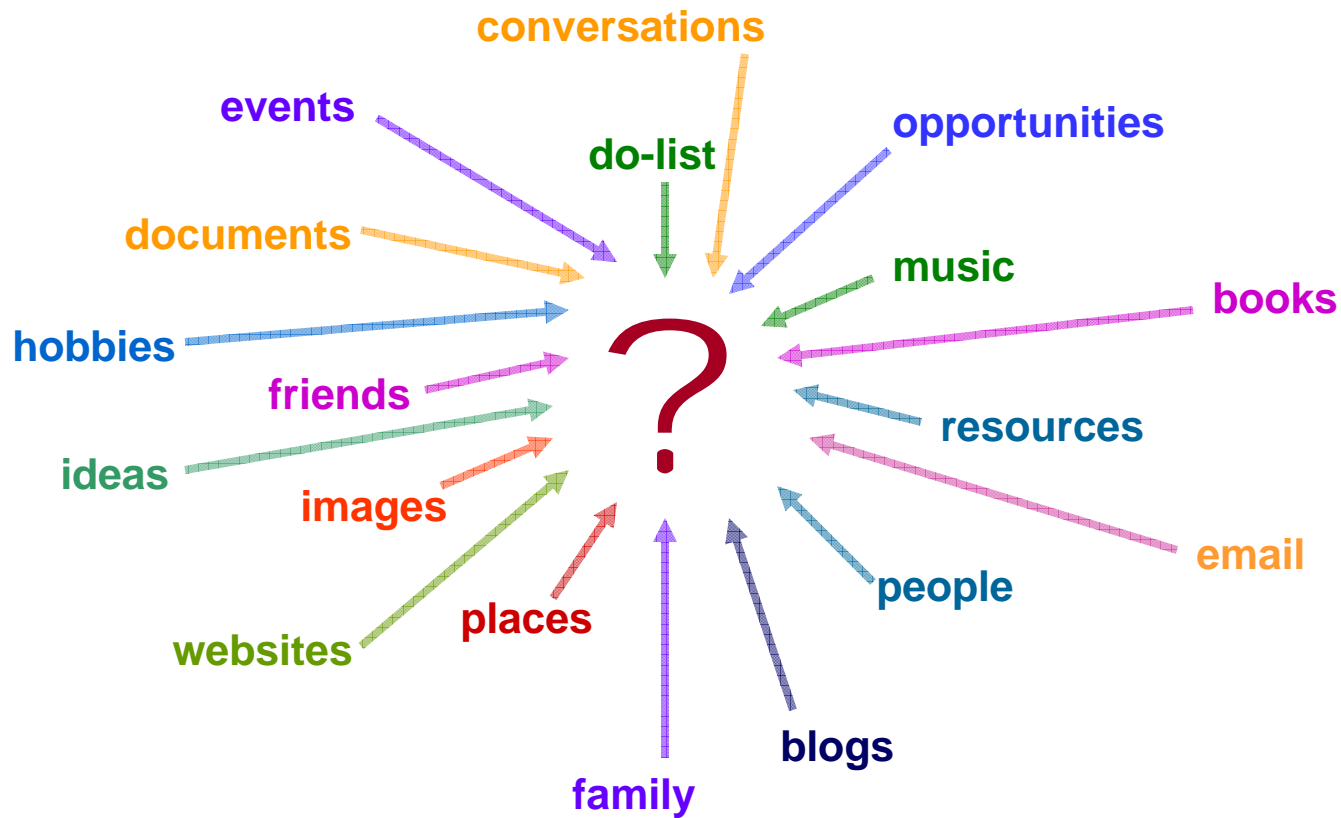 conversations
events
opportunities
do-list
documents
music
books
hobbies
?
friends
resources
ideas
images
email
people
places
websites
blogs
family